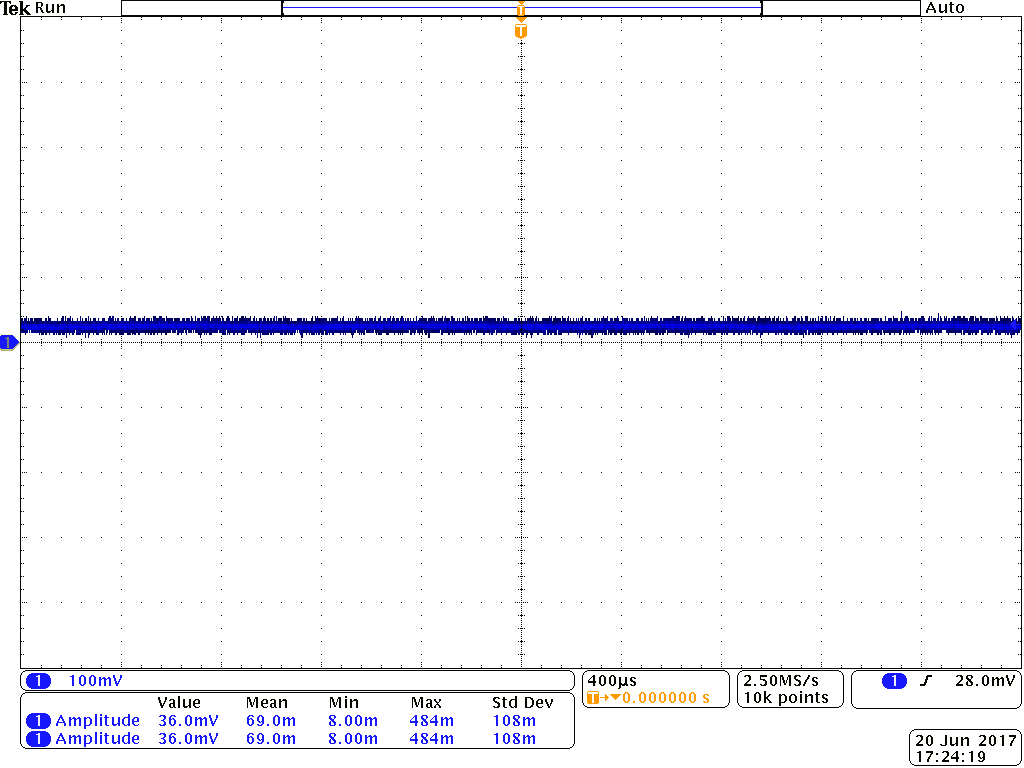 Tek Run Auto
T
T
1
1 100mV
400µs
T→▼0.000000 s
2.50MS/s
10k points
1 ʃ 28.0mV
Value Mean Min Max Std Dev
1 Amplitude 36.0mV 69.0m 8.00m 484m 108m
1 Amplitude 36.0mV 69.0m 8.00m 484m 108m
20 Jun 2017
17:24:19